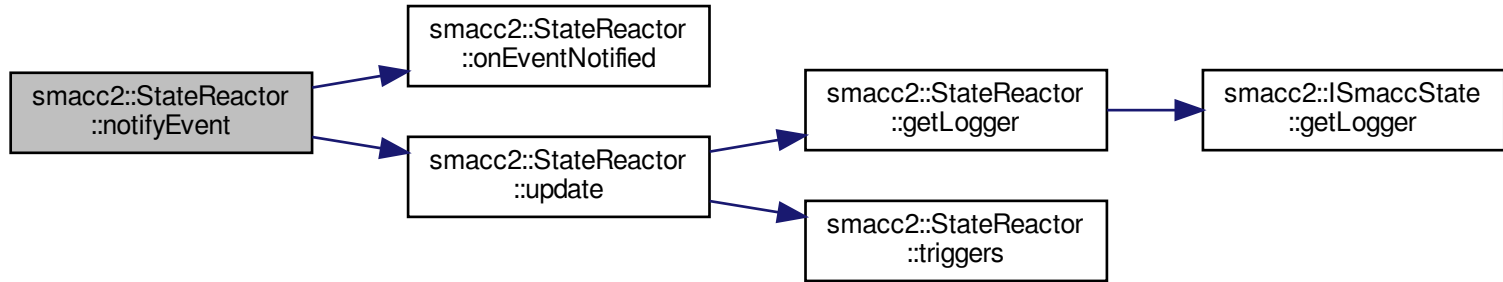 smacc2::StateReactor
::notifyEvent
smacc2::StateReactor
::onEventNotified
smacc2::StateReactor
::update
smacc2::StateReactor
::getLogger
smacc2::StateReactor
::triggers
smacc2::ISmaccState
::getLogger